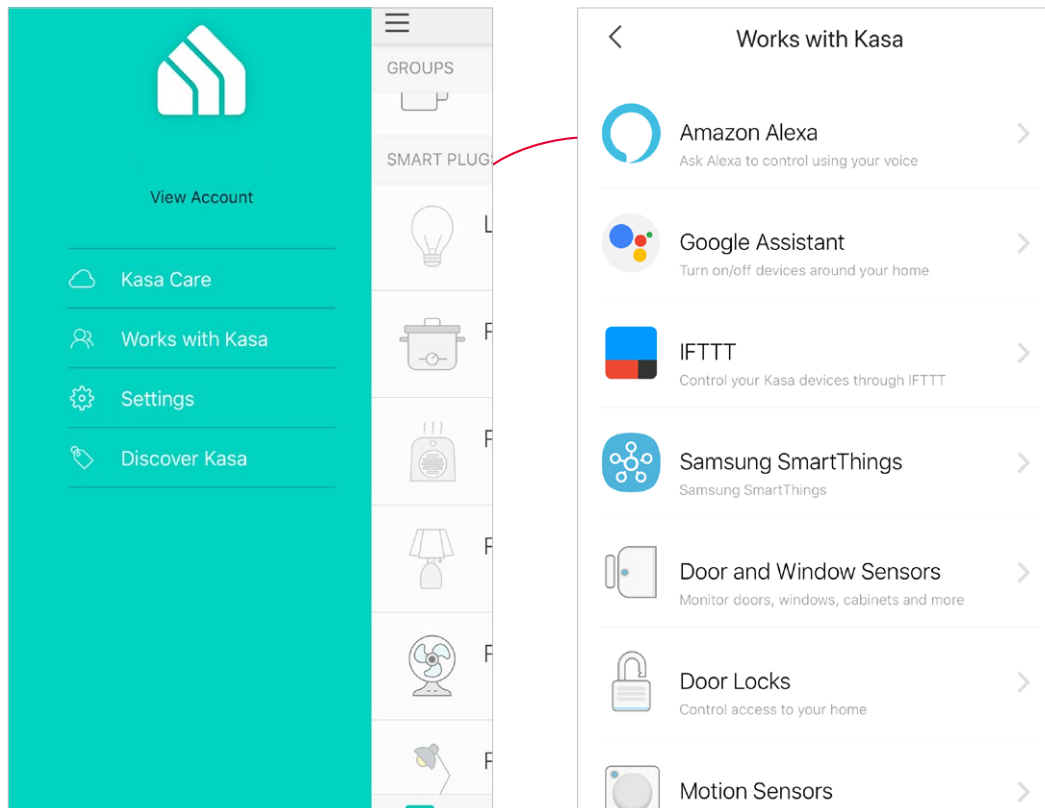 View Account
Kasa Care
Works with Kasa
Settings
Discover Kasa
GROUPS
SMART PLUGS
L
F
F
F
F
F
Works with Kasa
Amazon Alexa
Ask Alexa to control using your voice
Google Assistant
Turn on/off devices around your home
IFTTT
Control your Kasa devices through IFTTT
Samsung SmartThings
Samsung SmartThings
Door and Window Sensors
Monitor doors, windows, cabinets and more
Door Locks
Control access to your home
Motion Sensors